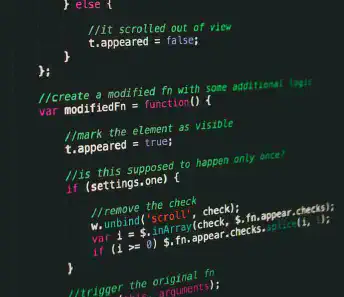 } else {
//it scrolled out of view
t.appeared = false;
}
};
//create a modified fn with some additional logic
var modifiedFn = function() {
//mark the element as visible
t.appeared = true;
//is this supposed to happen only once?
if (settings.one) {
//remove the check
w.unbind('scroll', check);
var i = $.inArray(check, $.fn.appear.checks);
if (i >= 0) $.fn.appear.checks.splice(i, 1);
}
//trigger the original fn
arguments);